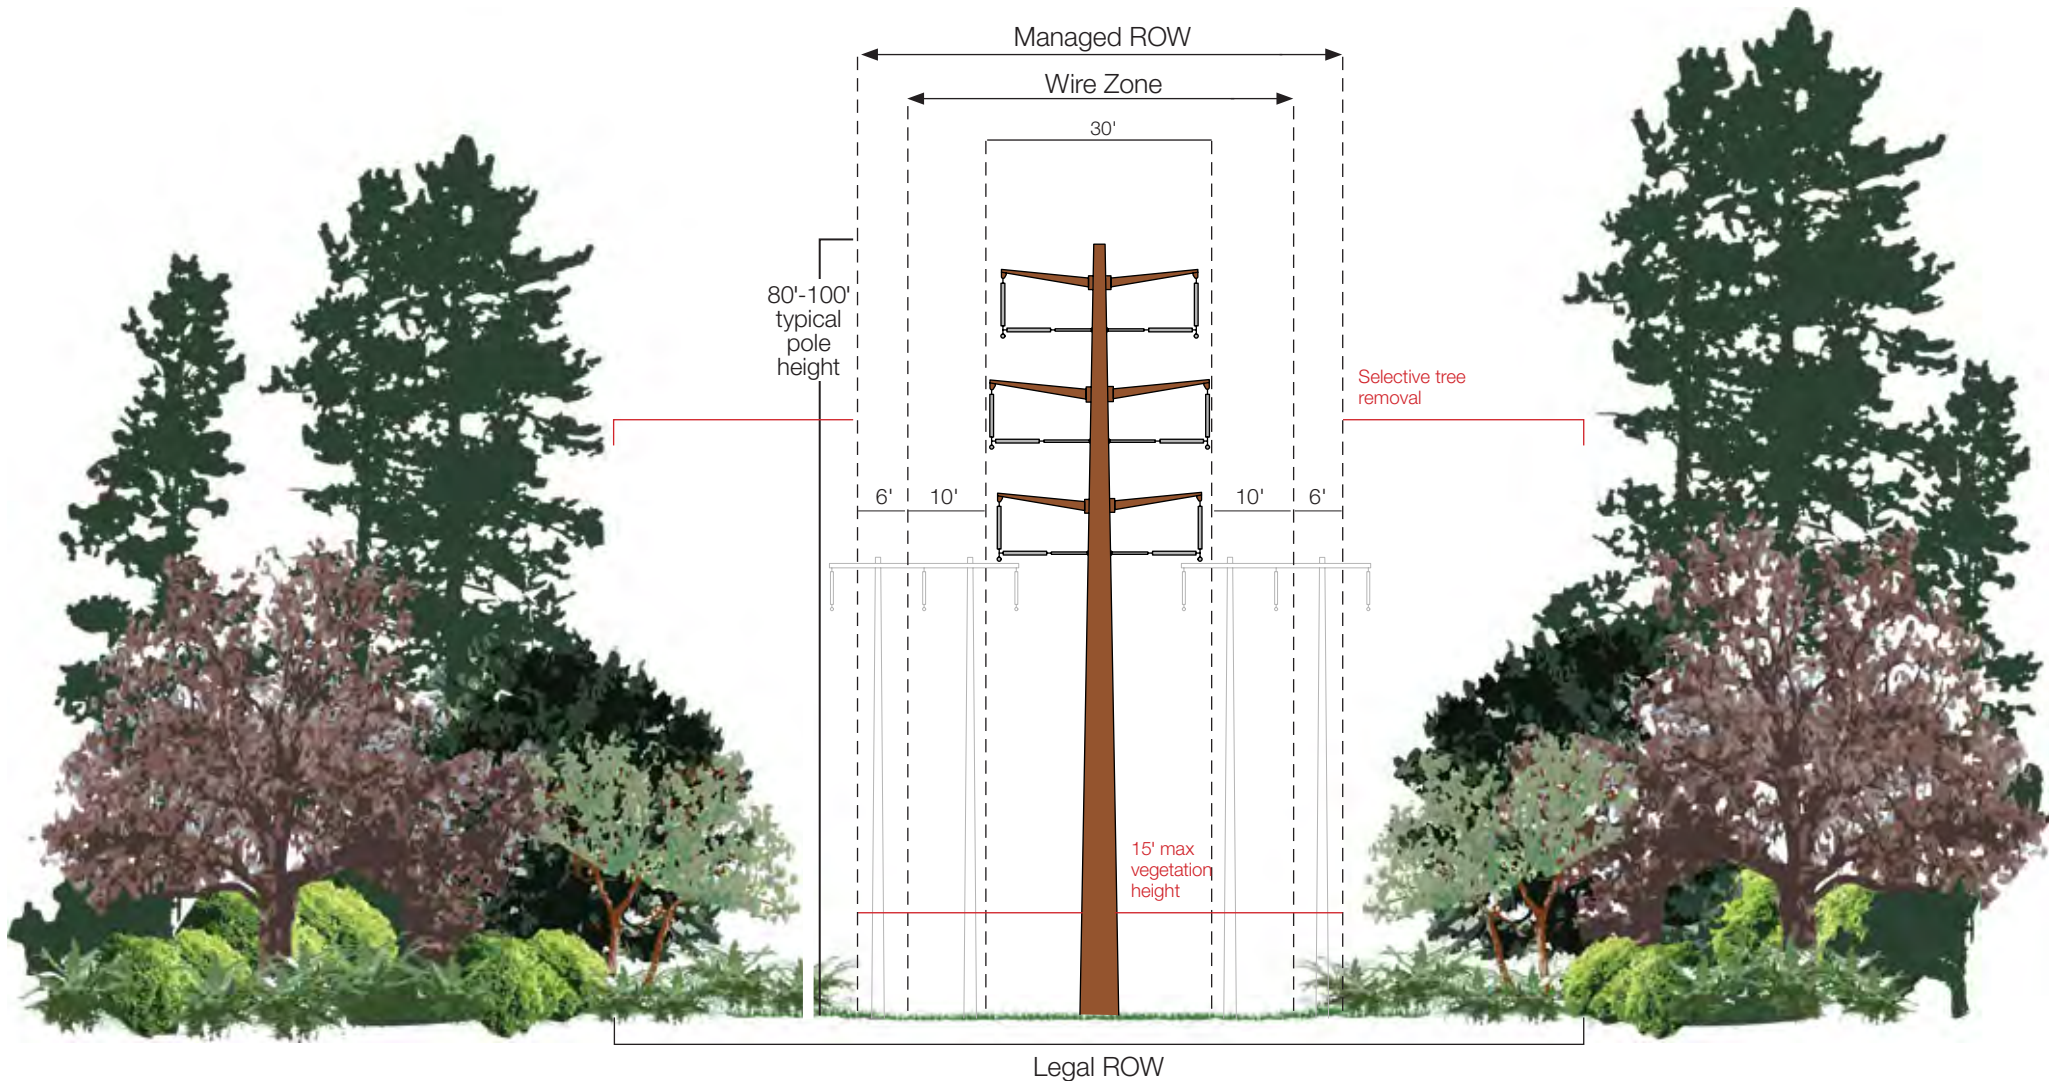 Managed ROW
Wire Zone
30'
80'-100'
typical
pole
height
Selective tree
removal
6'
10'
10'
6'
15' max
vegetation
height
Legal ROW